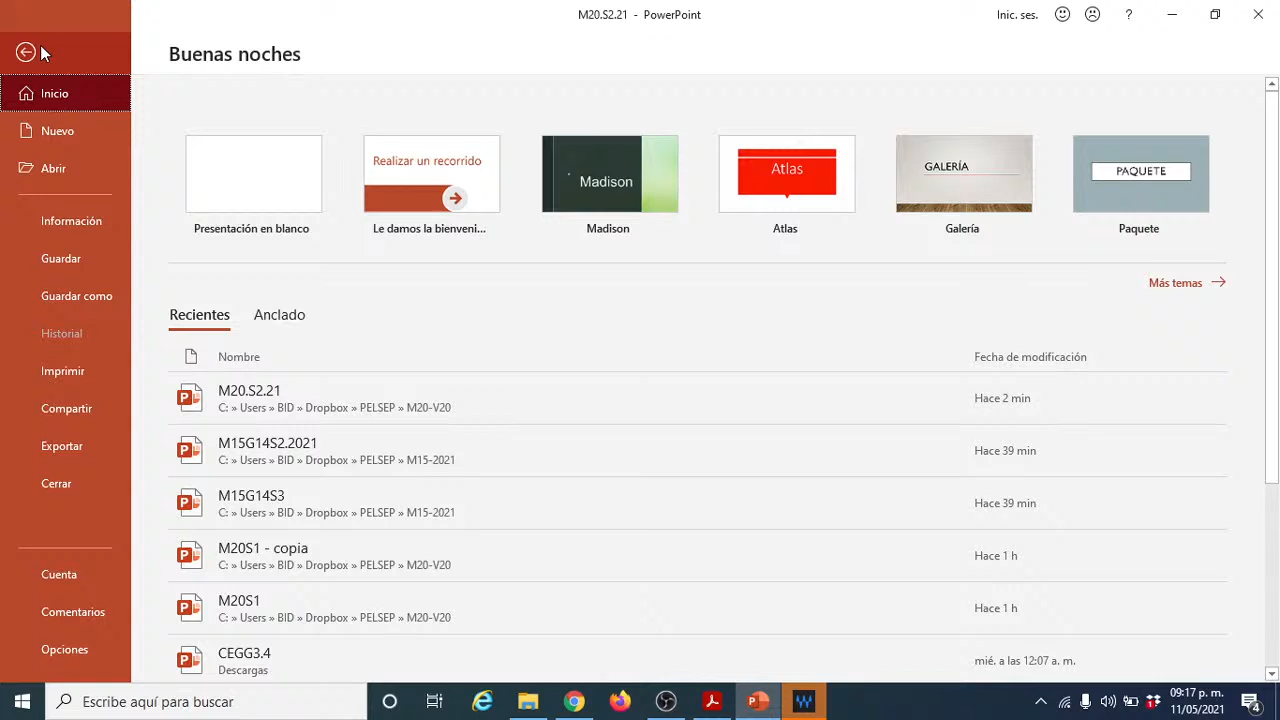 M20.S2.21 - PowerPoint
Inic. ses.
?
Buenas noches
Inicio
Nuevo
Abrir
Información
Guardar
Guardar como
Historial
Imprimir
Compartir
Exportar
Cerrar
Cuenta
Comentarios
Opciones
Realizar un recorrido
Madison
Atlas
GALERÍA
PAQUETE
Presentación en blanco
Le damos la bienveni...
Madison
Atlas
Galería
Paquete
Más temas
Recientes Anclado
Nombre Fecha de modificación
M20.S2.21
C: » Users » BID » Dropbox » PELSEP » M20-V20
Hace 2 min
M15G14S2.2021
C: » Users » BID » Dropbox » PELSEP » M15-2021
Hace 39 min
M15G14S3
C: » Users » BID » Dropbox » PELSEP » M15-2021
Hace 39 min
M20S1 - copia
C: » Users » BID » Dropbox » PELSEP » M20-V20
Hace 1 h
M20S1
C: » Users » BID » Dropbox » PELSEP » M20-V20
Hace 1 h
CEGG3.4
Descargas
mié. a las 12:07 a. m.
Escribe aquí para buscar
09:17 p. m.
11/05/2021
4